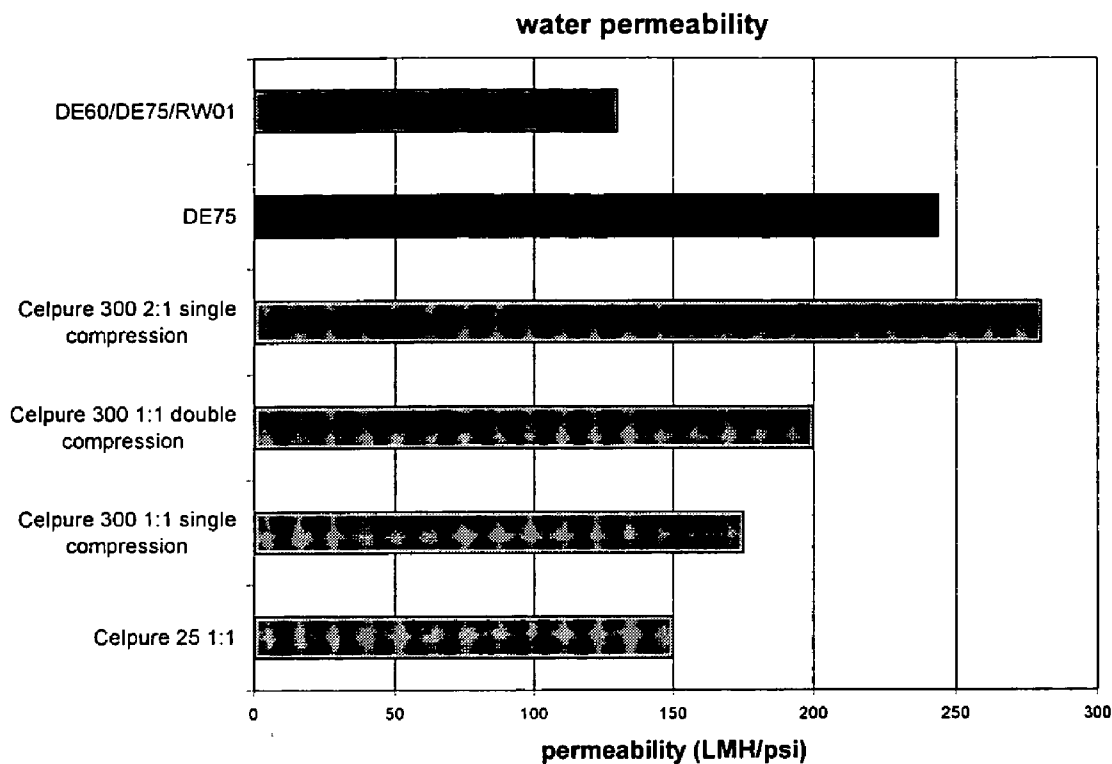 water permeability
DE60/DE75/RW01
DE75
Celpure 300 2:1 single
compression
Celpure 300 1:1 double
compression
Celpure 300 1:1 single
compression
Celpure 25 1:1
0 50 100 150 200 250 300
permeability (LMH/psi)